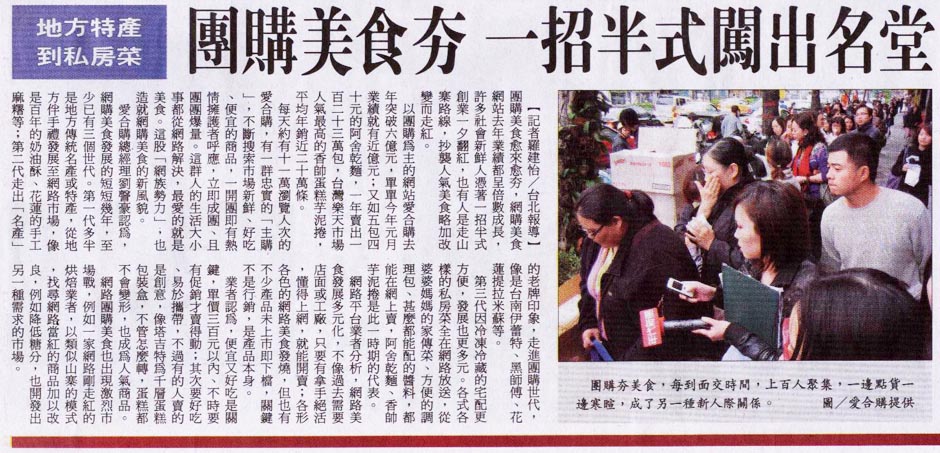 地方特產
到私房菜
團購美食夯 一招半式闖出名堂
【記者羅建怡/台北報導】
團購美食愈來愈夯,網購美食
網站去年業績都呈倍數成長,
許多社會新鮮人憑著一招半式
創業一夕翻紅,也有人是走山
寨路線,抄襲人氣美食略加改
變而走紅。
以團購為主的網站愛合購去
年突破六億元,單單今年元月
業績就有近億元;又如五包四
十元的阿舍乾麵,一年賣出一
百二十三萬包,台灣樂天市場
人氣最高的香帥蛋糕芋泥捲,
平均年銷近二十萬條。
每天約有十一萬瀏覽人次的
愛合購,有一群忠實的「主購
」,不斷搜索市場新鮮、好吃
、便宜的商品,一開團即有熱
情擁護者呼應,立即成團,且
團團爆量。這群人的生活大小
事都從網路解決,最愛的就是
美食。這股「網族勢力」,也
造就網購美食的新風貌。
愛合購總經理劉謦豪認為,
網購美食發展的短短幾年,至
少已有三個世代。第一代多半
是地方傳統名產或特產,從地
方伴手禮發展至網路市場,像
是百年的奶油酥、花蓮的手工
麻糬等;第二代走出「名產」
的老牌印象,走進團購世代,
像是台南伊蕾特、黑師傅、花
蓮提拉米蘇等。
第三代因冷凍冷藏的宅配更
方便,發展也更多元。各式各
樣的私房菜全在網路放送,從
婆婆媽媽的家傳菜、方便的調
理包、甚麼都能配的醬料,都
能在網上賣,阿舍乾麵、香帥
芋泥捲是此一時期的代表。
網路平台業者分析,網路美
食發展多元化,不像過去需要
店面或工廠,只要有拿手絕活
,懂得上網,就能開賣;各形
各色的網路美食發燒,但也有
不少產品未上市即下檔,關鍵
不是行銷,是產品本身。
業者認為,便宜又好吃是關
鍵,單價三百元以內、不時要
有促銷才賣得動;其次要好吃
、易於攜帶,不過有的人賣的
是創意,像塔吉特為千層蛋糕
包裝盒,不管怎麼轉,蛋糕都
不會變形,也成為人氣商品。
網路團購美食也出現激烈市
場戰,例如一家網路剛走紅的
烘焙業者,以類似山寨的模式
,找尋網路當紅的商品加以改
良,例如降低糖分,也開發出
另一種需求的市場。
團購夯美食,每到面交時間,上百人聚集,一邊點貨一
邊寒暄,成了另一種新人際關係。 圖/愛合購提供